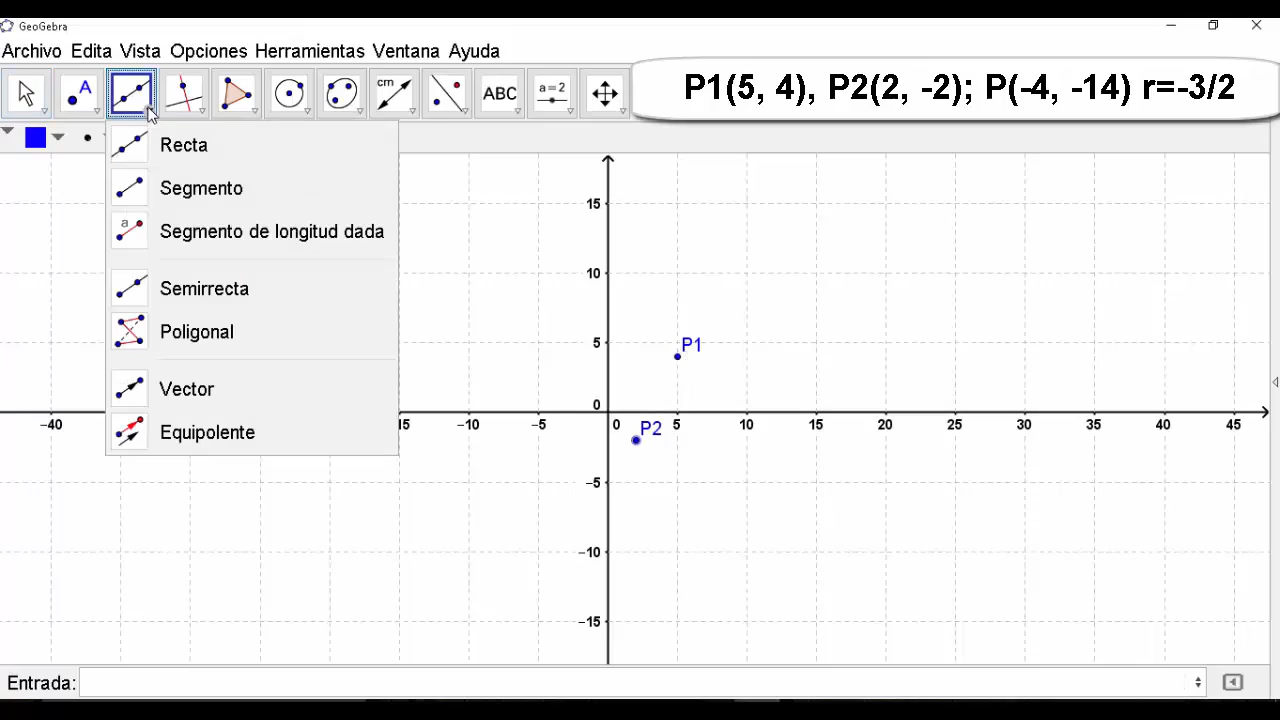 GeoGebra
Archivo Edita Vista Opciones Herramientas Ventana Ayuda
A cm ABC a=2
P1(5, 4), P2(2, -2); P(-4, -14) r=-3/2
Recta
Segmento
a
Segmento de longitud dada
Semirrecta
Poligonal
Vector
Equipolente
15
10
5
P1
0
−40 15 −10 −5 0 5 10 15 20 25 30 35 40 45
P2
−5
−10
−15
Entrada: